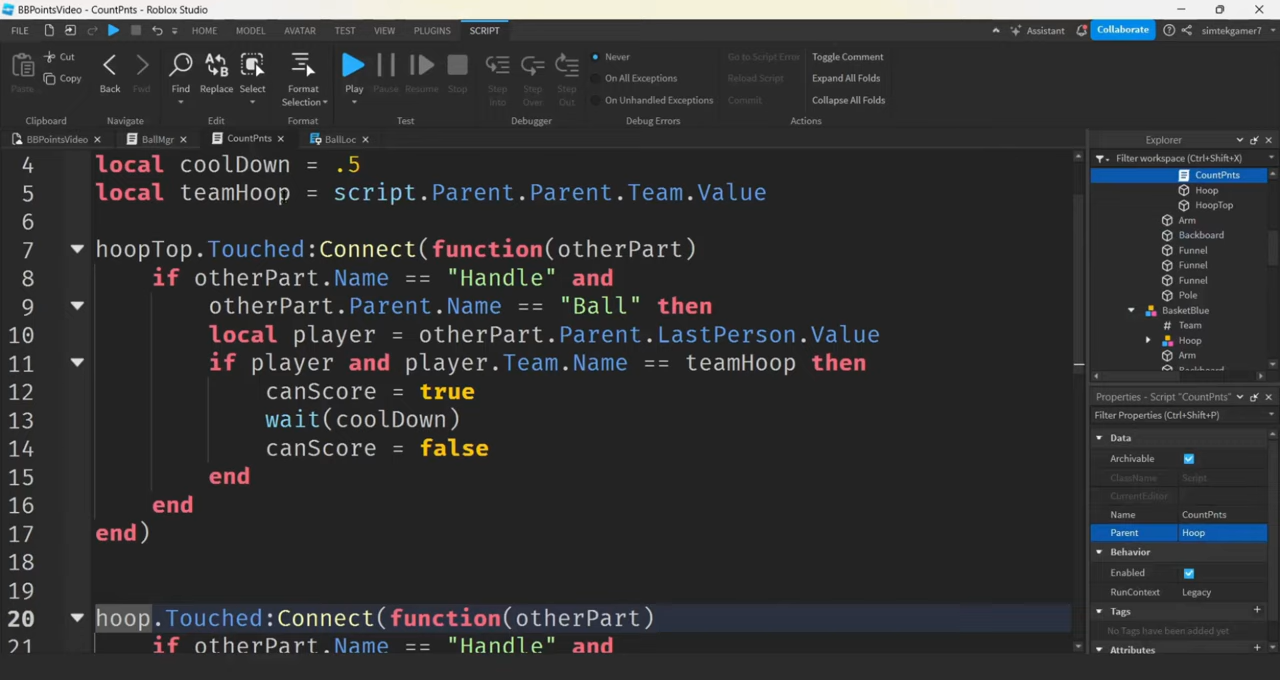 BBPointsVideo - CountPnts - Roblox Studio
FILE HOME MODEL AVATAR TEST VIEW PLUGINS SCRIPT Assistant Collaborate simtekgamer7
Paste Cut Copy Back Fwd Find Replace Select Format Selection Play Pause Resume Stop Step Into Step Over Step Out Never On All Exceptions On Unhandled Exceptions Go to Script Error Reload Script Commit Toggle Comment Expand All Folds Collapse All Folds
Clipboard Navigate Edit Format Test Debugger Debug Errors Actions
BBPointsVideo BallMgr CountPnts BallLoc
4 local coolDown = .5
5 local teamHoop = script.Parent.Parent.Team.Value
6
7 hoopTop.Touched:Connect(function(otherPart)
8 if otherPart.Name == "Handle" and
9 otherPart.Parent.Name == "Ball" then
10 local player = otherPart.Parent.LastPerson.Value
11 if player and player.Team.Name == teamHoop then
12 canScore = true
13 wait(coolDown)
14 canScore = false
15 end
16 end
17 end)
18
19
20 hoop.Touched:Connect(function(otherPart)
21 if otherPart.Name == "Handle" and
Explorer
Filter workspace (Ctrl+Shift+X)
CountPnts
Hoop
HoopTop
Arm
Backboard
Funnel
Funnel
Funnel
Pole
BasketBlue
# Team
Hoop
Arm
Backboard
Properties - Script "CountPnts"
Filter Properties (Ctrl+Shift+P)
Data
Archivable
ClassName Script
CurrentEditor
Name CountPnts
Parent Hoop
Behavior
Enabled
RunContext Legacy
Tags +
No Tags have been added yet
Attributes +